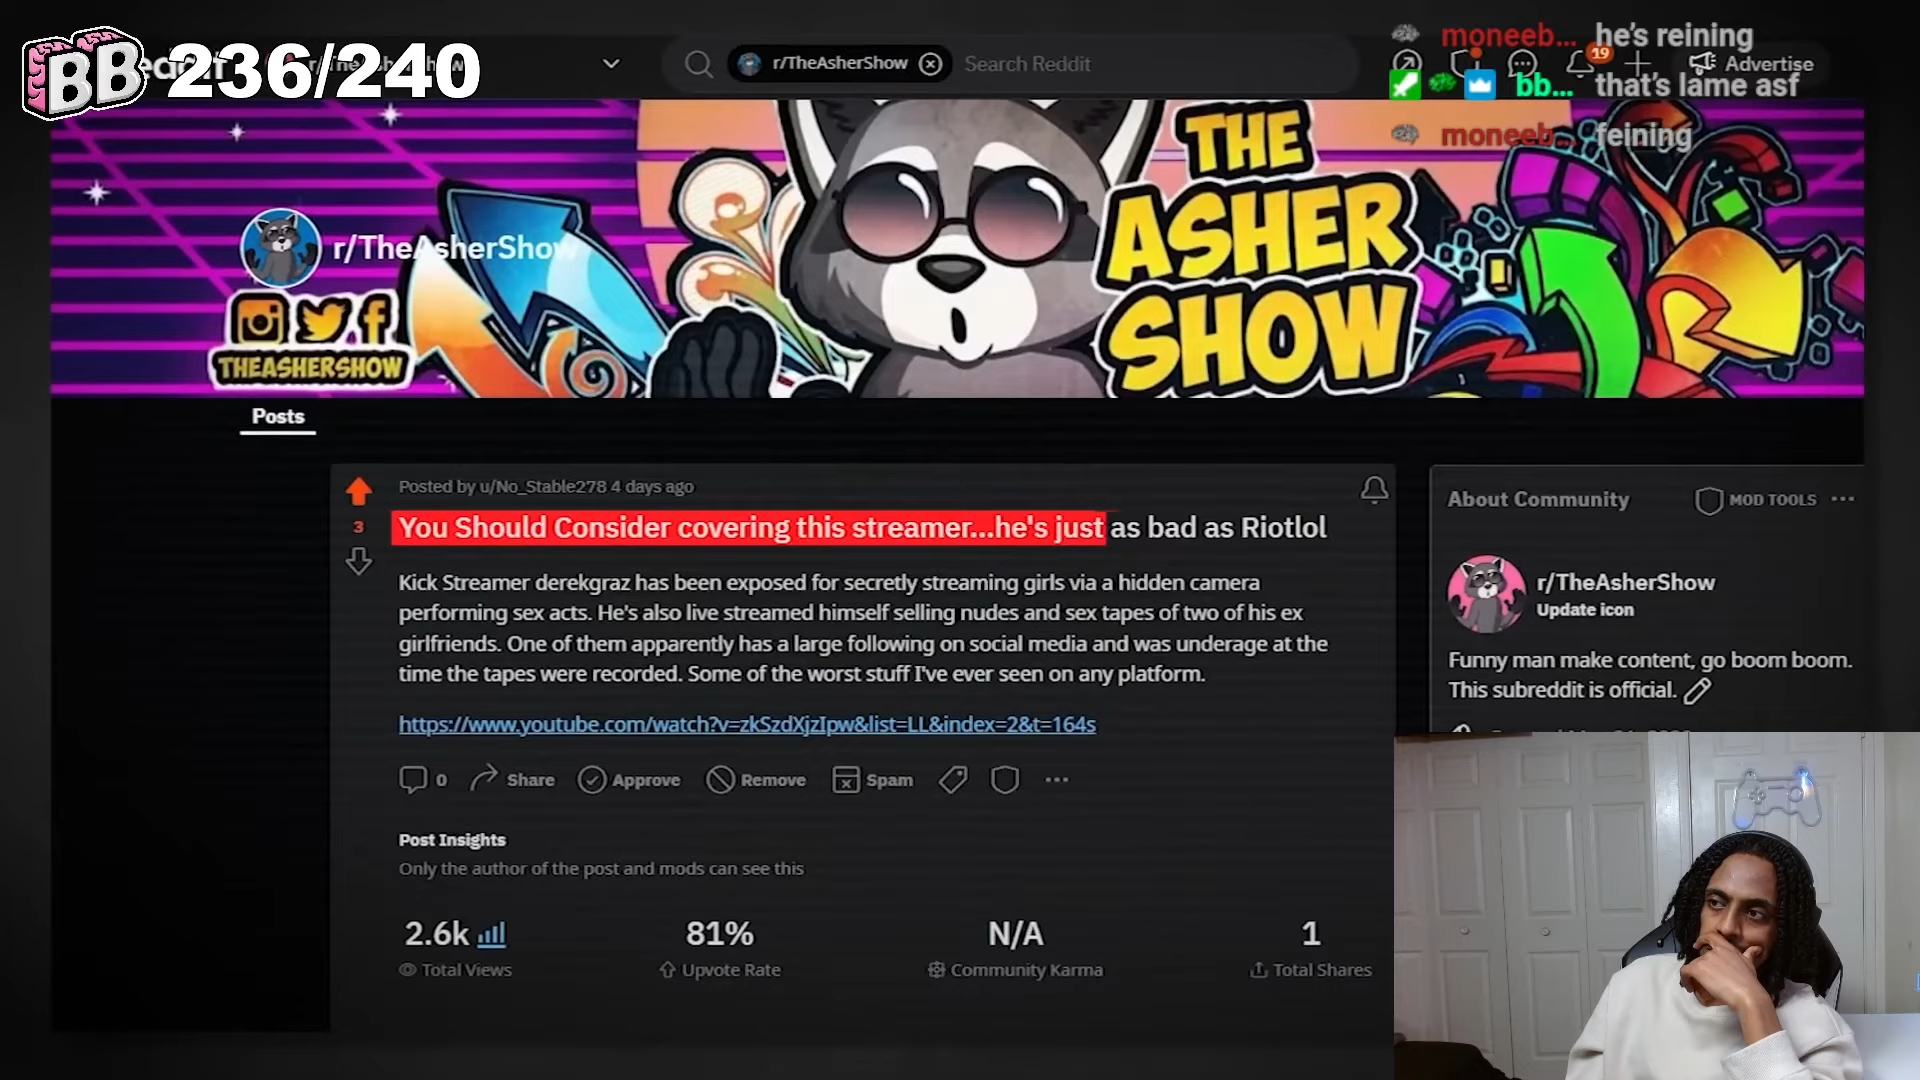 BB 236/240
r/TheAsherShow
Search Reddit
19
Advertise
moneeb... he's reining
bb... that's lame asf
moneeb... feining
THE
ASHER
SHOW
r/TheAsherShow
THEASHERSHOW
Posts
Posted by u/No_Stable278 4 days ago
3
You Should Consider covering this streamer...he's just as bad as Riotlol
Kick Streamer derekgraz has been exposed for secretly streaming girls via a hidden camera
performing sex acts. He's also live streamed himself selling nudes and sex tapes of two of his ex
girlfriends. One of them apparently has a large following on social media and was underage at the
time the tapes were recorded. Some of the worst stuff I've ever seen on any platform.
https://www.youtube.com/watch?v=zkSzdXjzIpw&list=LL&index=2&t=164s
0 Share Approve Remove Spam
Post Insights
Only the author of the post and mods can see this
2.6k 81% N/A 1
Total Views Upvote Rate Community Karma Total Shares
About Community MOD TOOLS
r/TheAsherShow
Update icon
Funny man make content, go boom boom.
This subreddit is official.